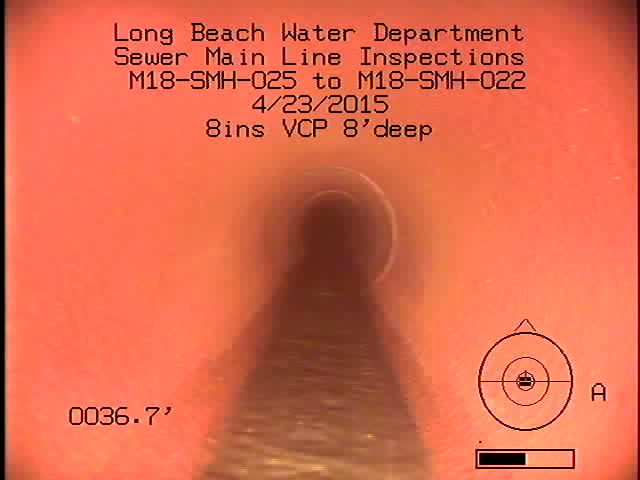 Long Beach Water Department
Sewer Main Line Inspections
M18-SMH-025 to M18-SMH-022
4/23/2015
8ins VCP 8'deep
A
0036.7'